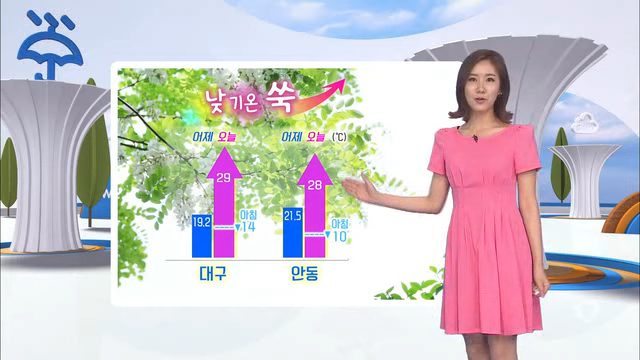 낮 기온 쑥
어제 오늘 어제 오늘 (℃)
29 28
19.2 아침 ▼14 21.5 아침 ▼10
대구 안동